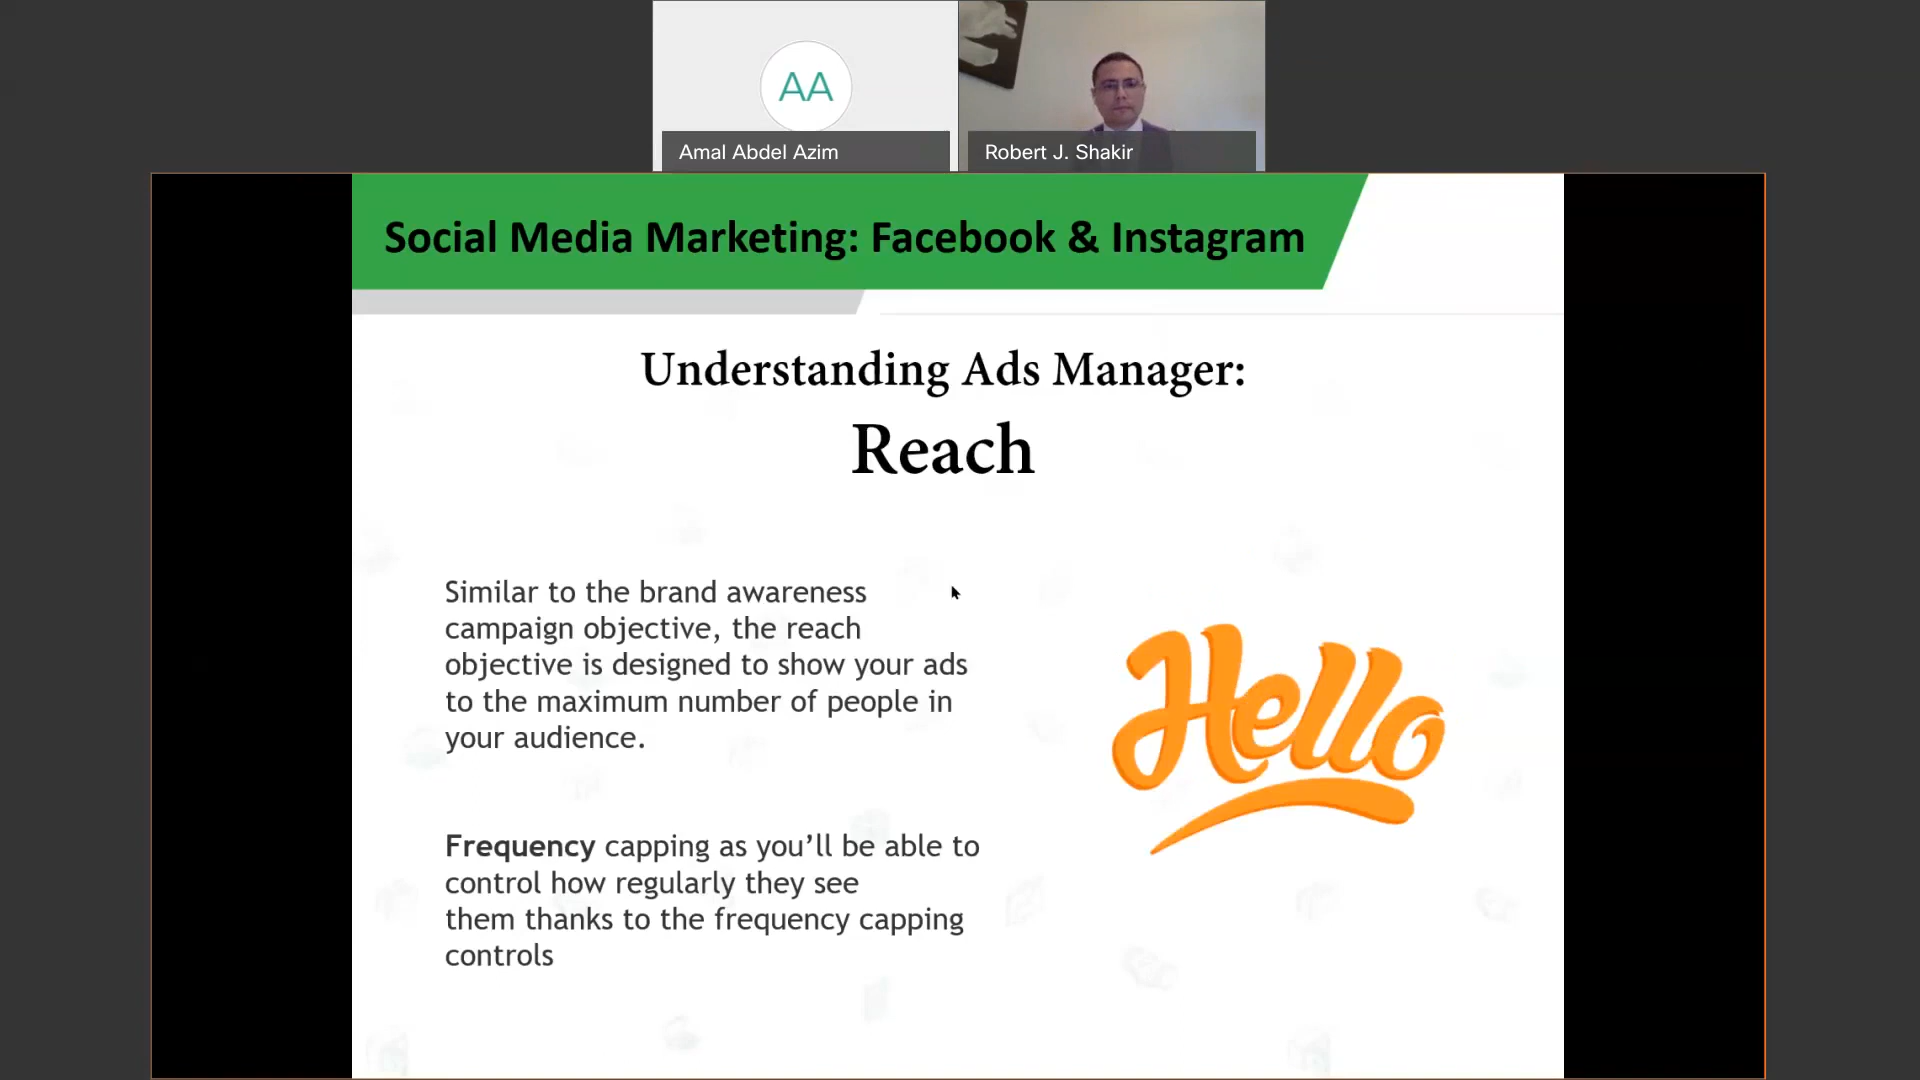 AA
Amal Abdel Azim
Robert J. Shakir
Social Media Marketing: Facebook & Instagram
Understanding Ads Manager:
Reach
Similar to the brand awareness
campaign objective, the reach
objective is designed to show your ads
to the maximum number of people in
your audience.
Hello
Frequency capping as you’ll be able to
control how regularly they see
them thanks to the frequency capping
controls